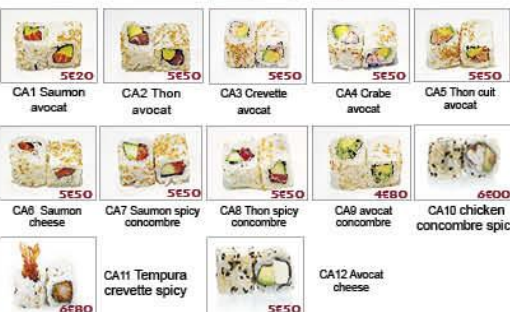 5€20 5€50 5€50 5€50 5€50
CA1 Saumon avocat
CA2 Thon avocat
CA3 Crevette avocat
CA4 Crabe avocat
CA5 Thon cuit avocat
5€50 5€50 5€50 4€80 6€00
CA6 Saumon cheese
CA7 Saumon spicy concombre
CA8 Thon spicy concombre
CA9 avocat concombre
CA10 chicken concombre spic
6€80
CA11 Tempura crevette spicy
5€50
CA12 Avocat cheese